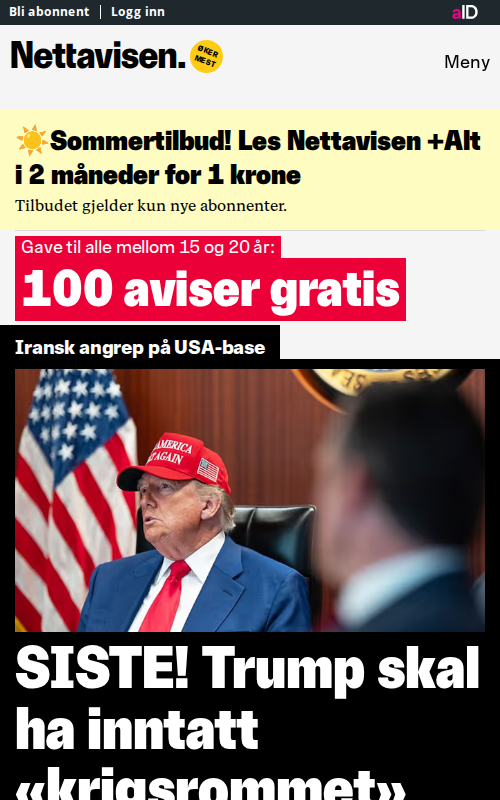 Bli abonnent
Logg inn
aID
Nettavisen.
ØKER
MEST
Meny
☀️Sommertilbud! Les Nettavisen +Alt
i 2 måneder for 1 krone
Tilbudet gjelder kun nye abonnenter.
Gave til alle mellom 15 og 20 år:
100 aviser gratis
Iransk angrep på USA-base
AMERICA
AGAIN
SISTE! Trump skal
ha inntatt
«krigsrommet»